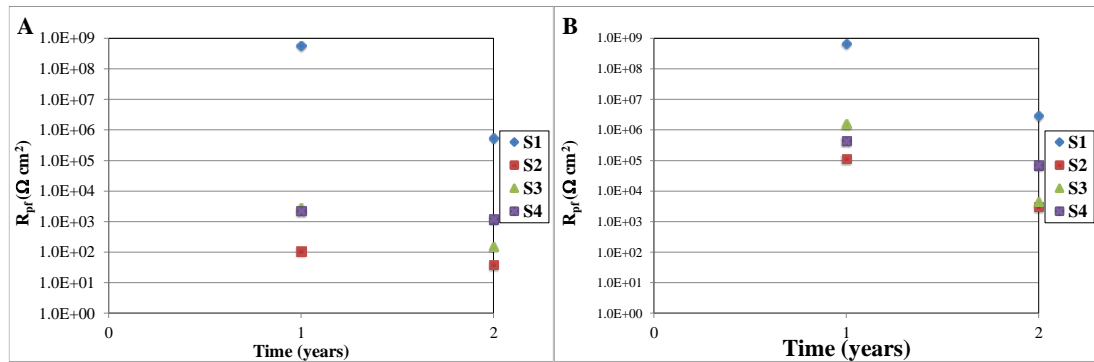 A
1.0E+09
1.0E+08
1.0E+07
1.0E+06
1.0E+05
1.0E+04
1.0E+03
1.0E+02
1.0E+01
1.0E+00
Rpf (Ω cm2)
0
1
2
Time (years)
S1
S2
S3
S4
B
1.0E+09
1.0E+08
1.0E+07
1.0E+06
1.0E+05
1.0E+04
1.0E+03
1.0E+02
1.0E+01
1.0E+00
Rpf (Ω cm2)
0
1
2
Time (years)
S1
S2
S3
S4